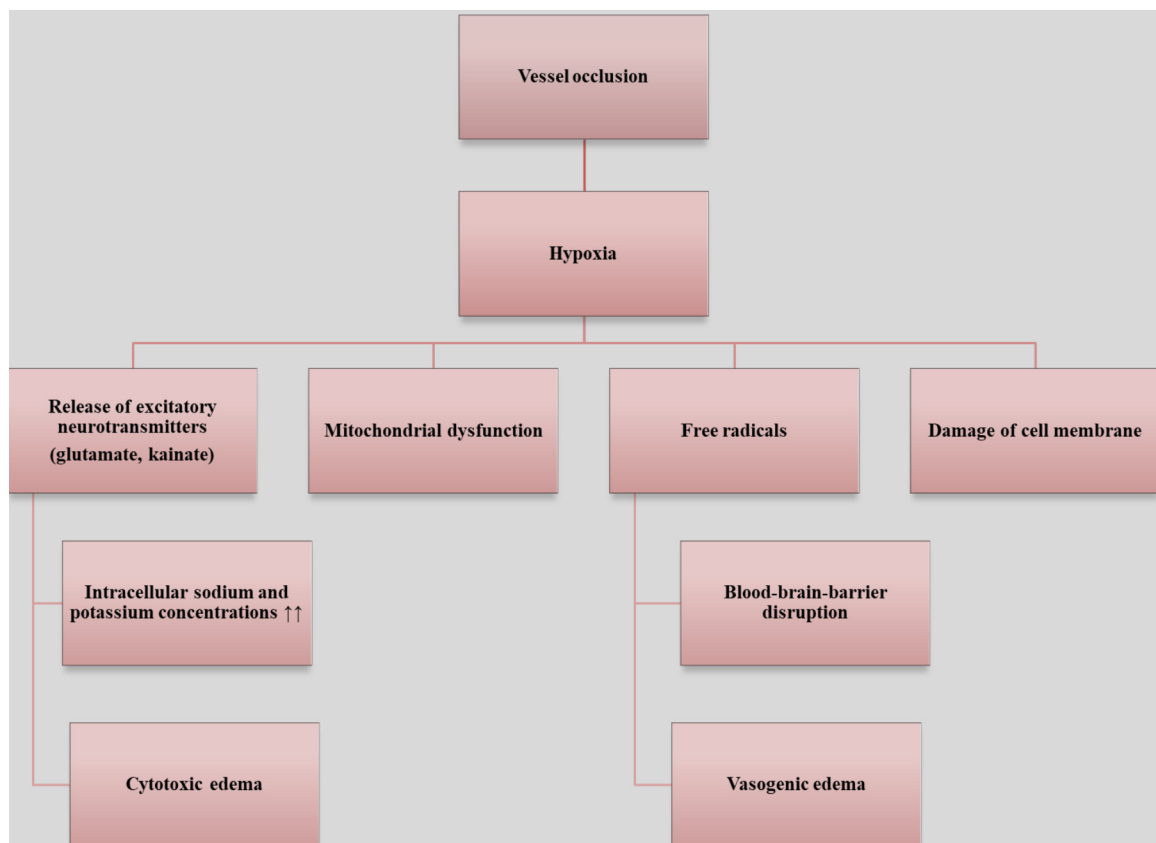 Vessel occlusion
Hypoxia
Release of excitatory
neurotransmitters
(glutamate, kainate)
Mitochondrial dysfunction
Free radicals
Damage of cell membrane
Intracellular sodium and
potassium concentrations ↑↑
Blood-brain-barrier
disruption
Cytotoxic edema
Vasogenic edema